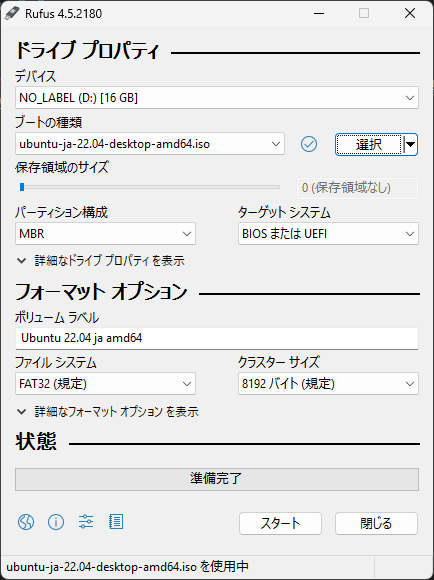 Rufus 4.5.2180
ドライブ プロパティ
デバイス
NO_LABEL (D:) [16 GB]
ブートの種類
ubuntu-ja-22.04-desktop-amd64.iso
選択
保存領域のサイズ
0 (保存領域なし)
パーティション構成 ターゲット システム
MBR BIOS または UEFI
詳細なドライブ プロパティを表示
フォーマット オプション
ボリューム ラベル
Ubuntu 22.04 ja amd64
ファイル システム クラスター サイズ
FAT32 (規定) 8192 バイト (規定)
詳細なフォーマット オプション を表示
状態
準備完了
スタート 閉じる
ubuntu-ja-22.04-desktop-amd64.iso を使用中